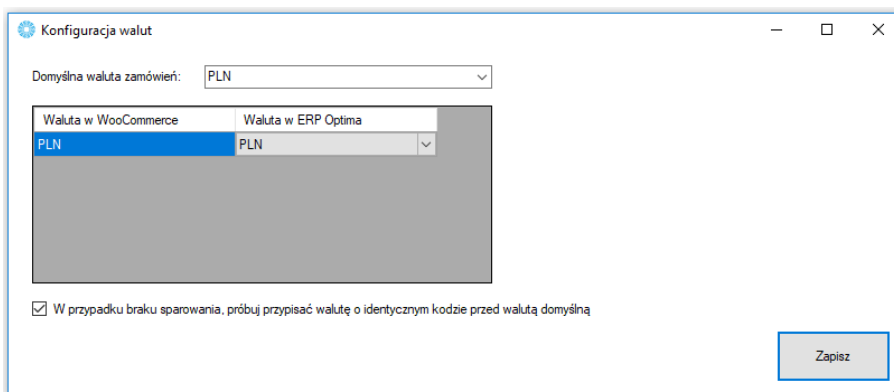 Konfiguracja walut
Domyślna waluta zamówień: PLN
Waluta w WooCommerce Waluta w ERP Optima
PLN PLN
W przypadku braku sparowania, próbuj przypisać walutę o identycznym kodzie przed walutą domyślną
Zapisz